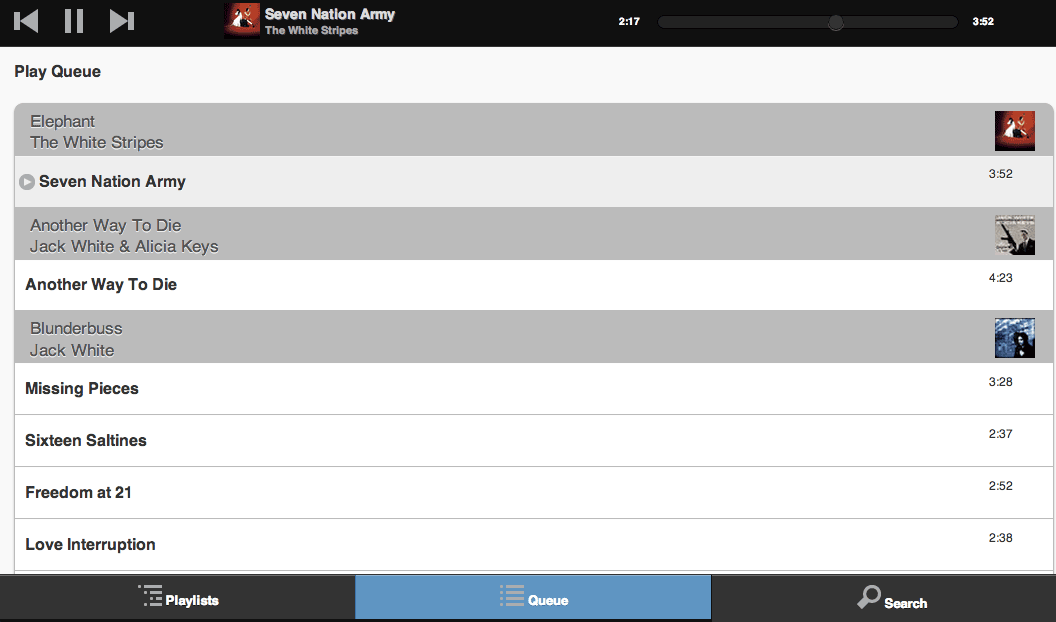 Seven Nation Army
The White Stripes
2:17
3:52
Play Queue
Elephant
The White Stripes
Seven Nation Army
3:52
Another Way To Die
Jack White & Alicia Keys
Another Way To Die
4:23
Blunderbuss
Jack White
Missing Pieces
3:28
Sixteen Saltines
2:37
Freedom at 21
2:52
Love Interruption
2:38
Playlists
Queue
Search